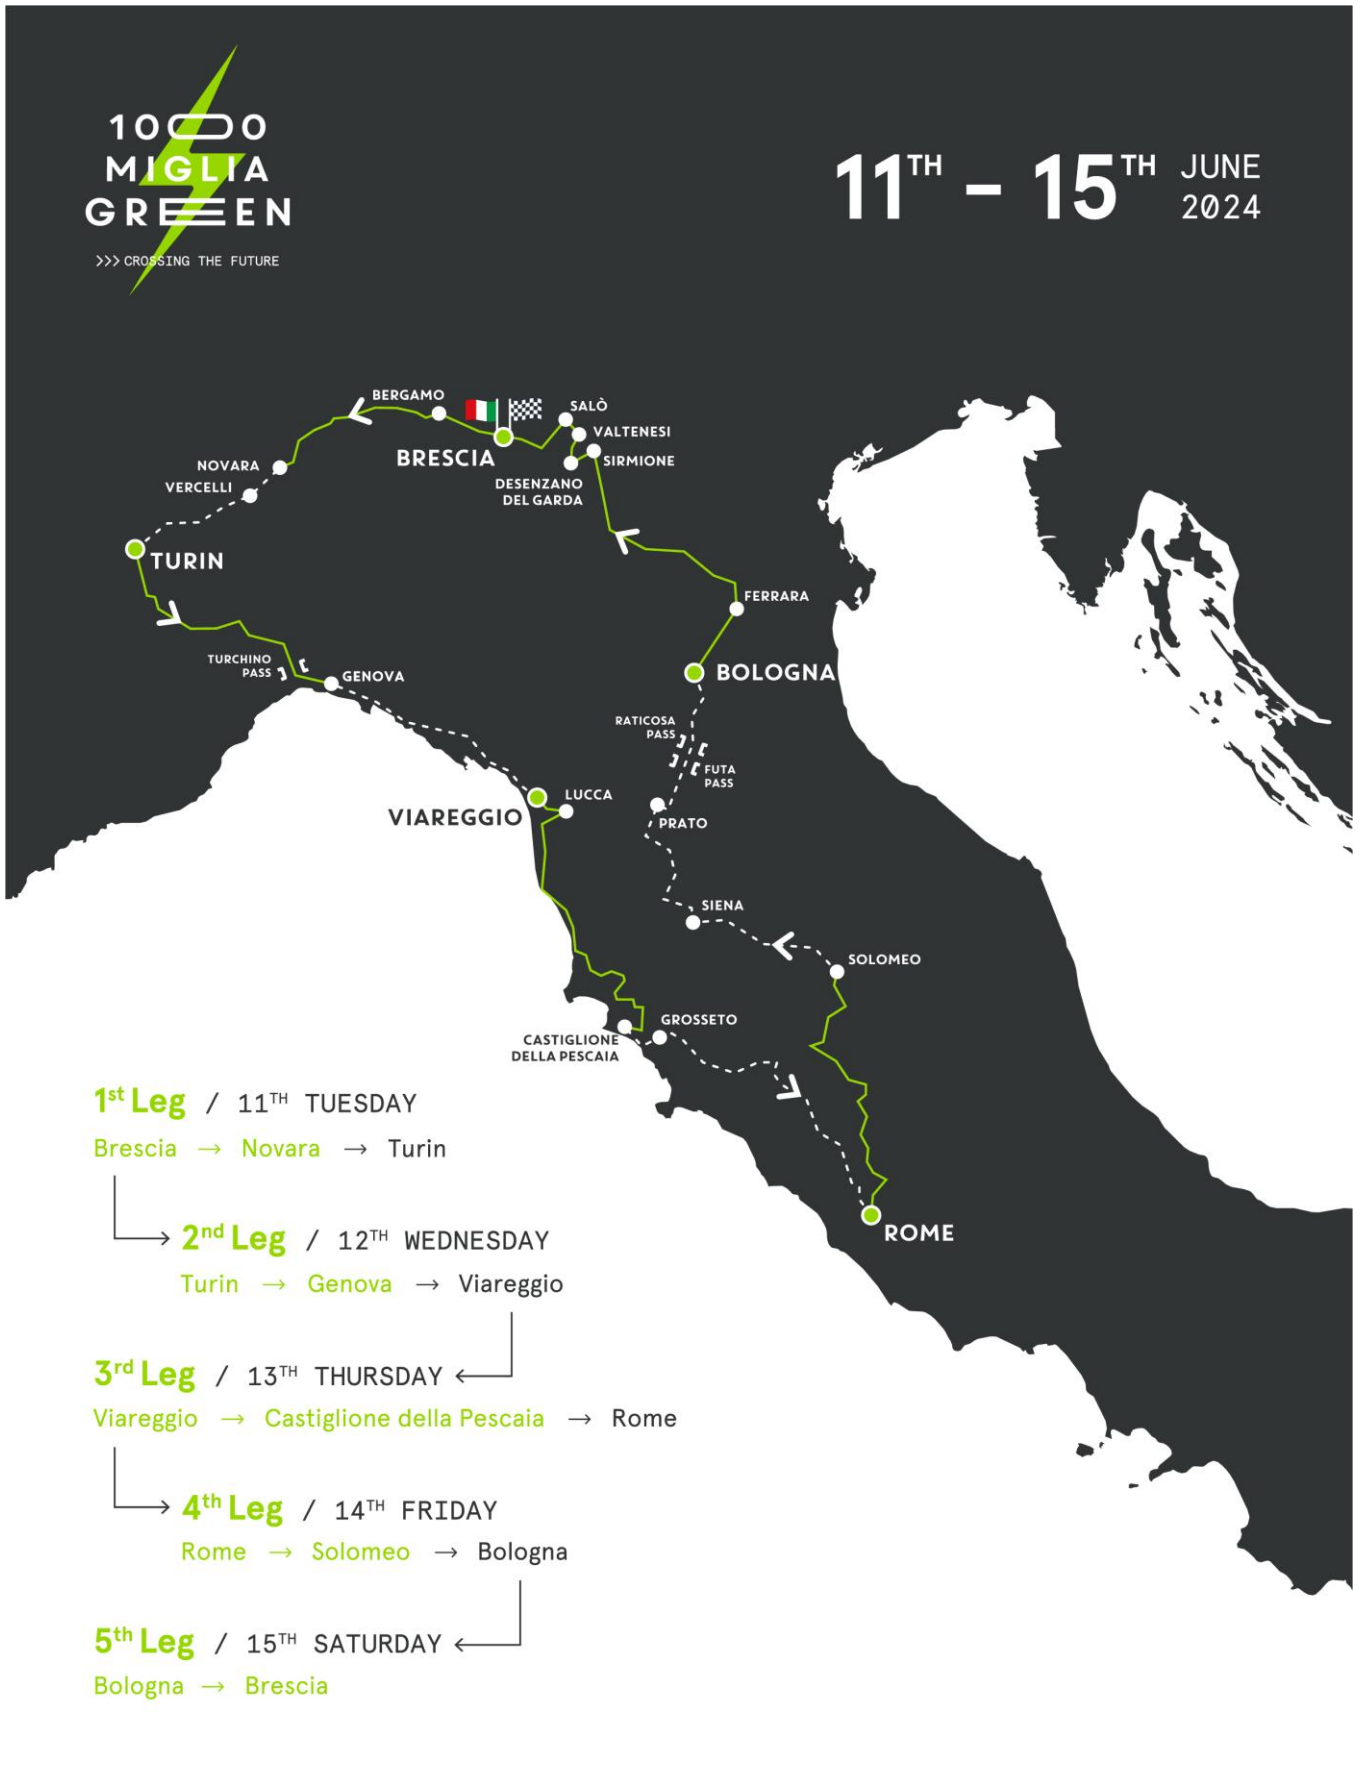 1000
MIGLIA
GREEN
>>> CROSSING THE FUTURE
11TH - 15TH JUNE
2024
BERGAMO
SALÒ
VALTENESI
BRESCIA
SIRMIONE
NOVARA
DESENZANO
DEL GARDA
VERCELLI
TURIN
FERRARA
TURCHINO
PASS
GENOVA
BOLOGNA
RATICOSA
PASS
FUTA
PASS
LUCCA
VIAREGGIO
PRATO
SIENA
SOLOMEO
GROSSETO
CASTIGLIONE
DELLA PESCAIA
ROME
1st Leg / 11TH TUESDAY
Brescia → Novara → Turin
2nd Leg / 12TH WEDNESDAY
Turin → Genova → Viareggio
3rd Leg / 13TH THURSDAY
Viareggio → Castiglione della Pescaia → Rome
4th Leg / 14TH FRIDAY
Rome → Solomeo → Bologna
5th Leg / 15TH SATURDAY
Bologna → Brescia